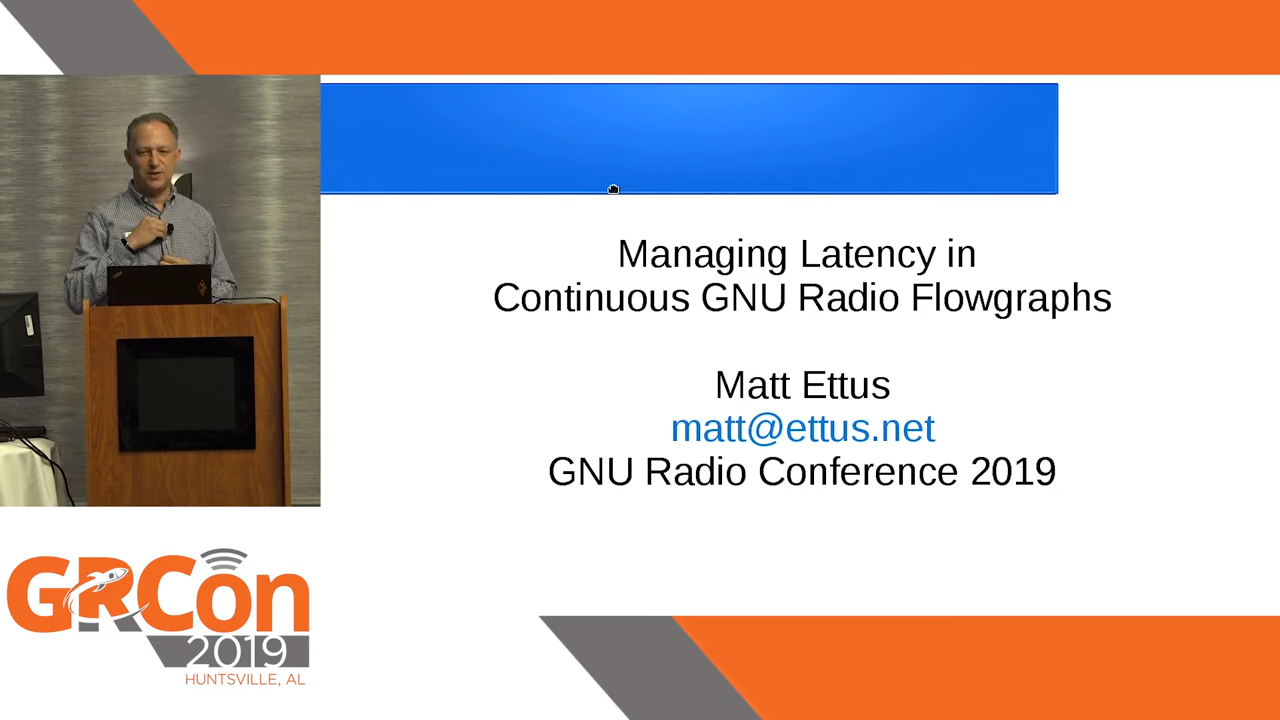 Managing Latency in
Continuous GNU Radio Flowgraphs
Matt Ettus
matt@ettus.net
GNU Radio Conference 2019
GRCon
2019
HUNTSVILLE, AL